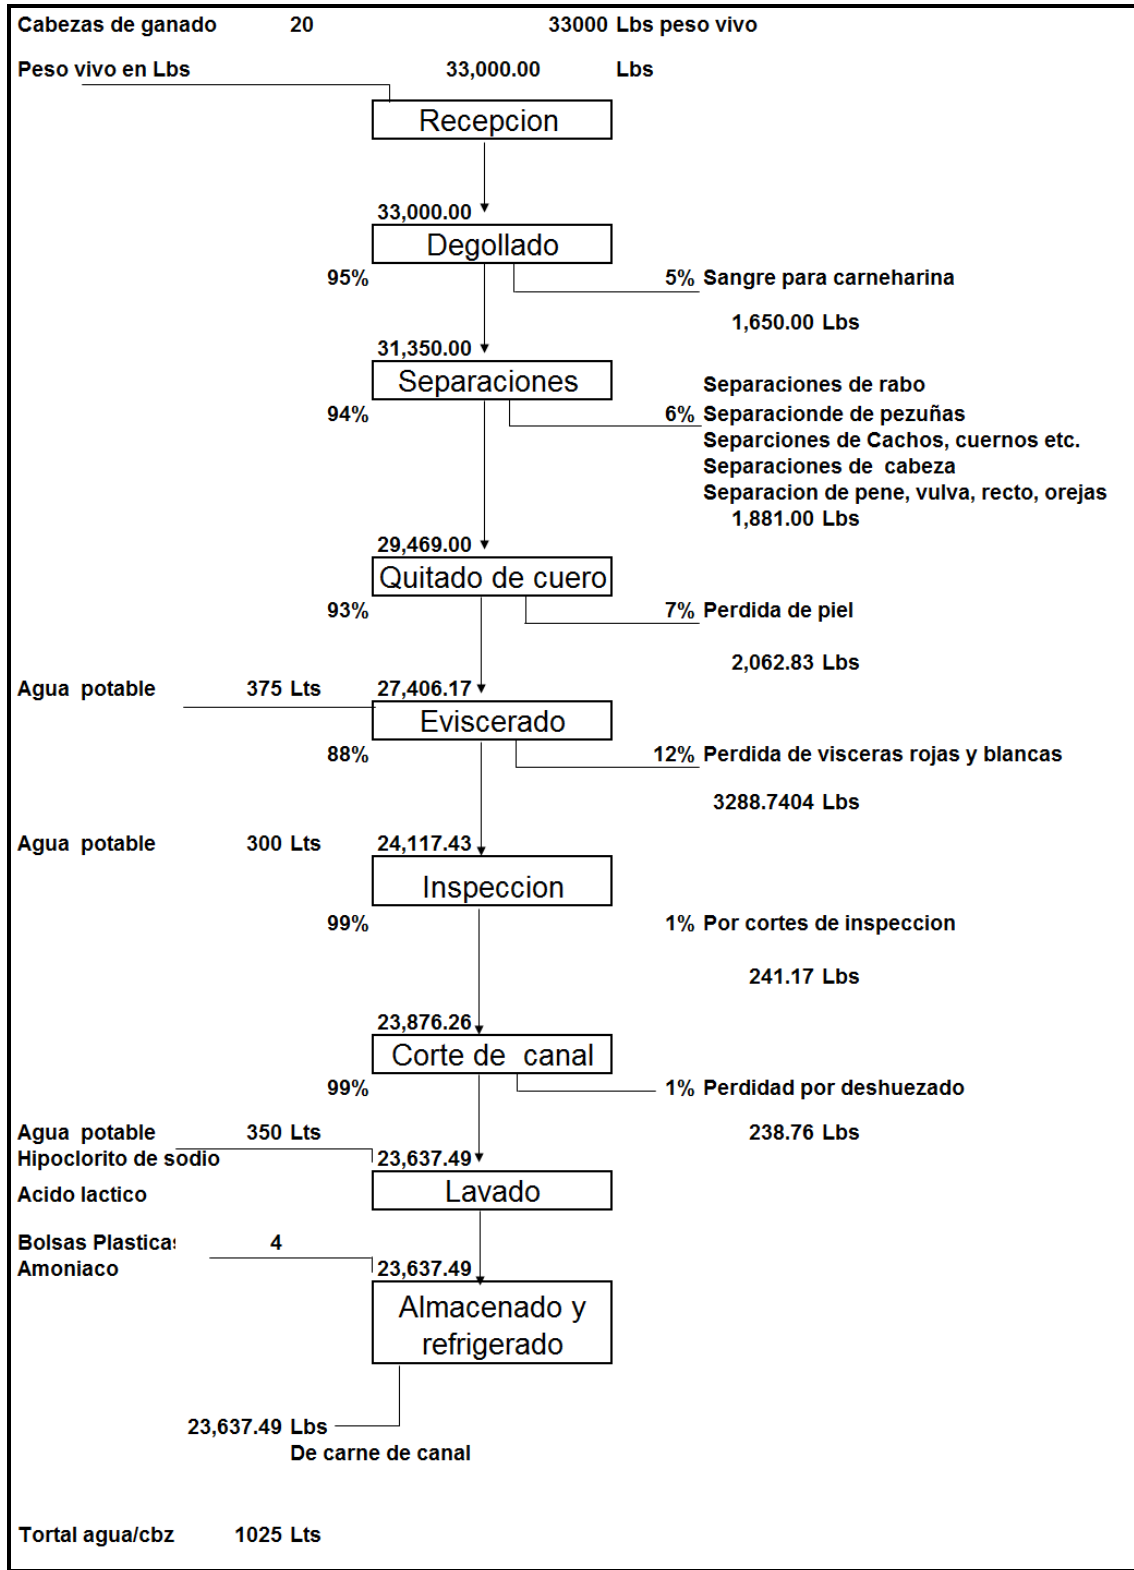 Cabezas de ganado 20 33000 Lbs peso vivo
Peso vivo en Lbs 33,000.00 Lbs
Recepcion
33,000.00
Degollado
95% 5% Sangre para carneharina
1,650.00 Lbs
31,350.00
Separaciones
Separaciones de rabo
94% 6% Separacionde de pezuñas
Separciones de Cachos, cuernos etc.
Separaciones de cabeza
Separacion de pene, vulva, recto, orejas
1,881.00 Lbs
29,469.00
Quitado de cuero
93% 7% Perdida de piel
2,062.83 Lbs
Agua potable 375 Lts 27,406.17
Eviscerado
88% 12% Perdida de visceras rojas y blancas
3288.7404 Lbs
Agua potable 300 Lts 24,117.43
Inspeccion
99% 1% Por cortes de inspeccion
241.17 Lbs
23,876.26
Corte de canal
99% 1% Perdidad por deshuezado
Agua potable 350 Lts 238.76 Lbs
Hipoclorito de sodio 23,637.49
Acido lactico Lavado
Bolsas Plasticas 4
Amoniaco 23,637.49
Almacenado y
refrigerado
23,637.49 Lbs
De carne de canal
Tortal agua/cbz 1025 Lts